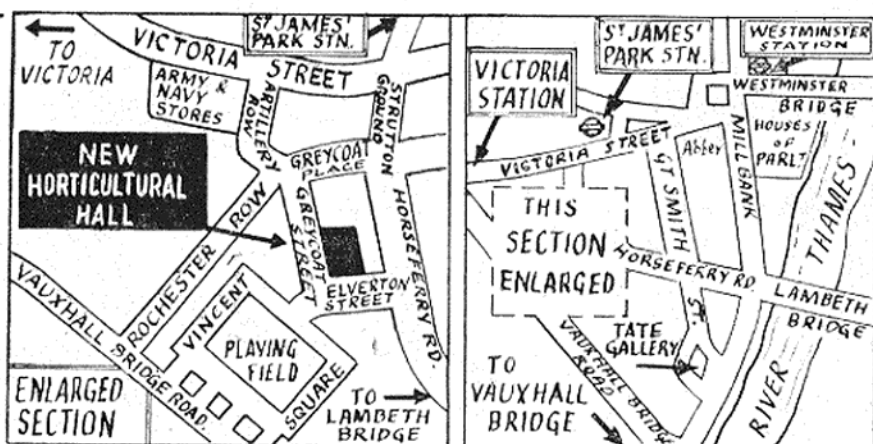 TO
VICTORIA
VICTORIA
STREET
ST JAMES'
PARK STN.
ARMY &
NAVY
STORES
ARTILLERY
ROW
STRUTTON
GROUND
GREYCOAT
PLACE
NEW
HORTICULTURAL
HALL
ROCHESTER ROW
GREYCOAT
STREET
HORSEFERRY RD.
ELVERTON
STREET
VAUXHALL BRIDGE ROAD
VINCENT
SQUARE
PLAYING
FIELD
ENLARGED
SECTION
TO
LAMBETH
BRIDGE
VICTORIA
STATION
ST JAMES'
PARK STN.
WESTMINSTER
STATION
WESTMINSTER
BRIDGE
HOUSES
OF
PARLT
VICTORIA STREET
Abbey
MILL BANK
GT SMITH
ST.
THIS
SECTION
ENLARGED
HORSEFERRY RD.
LAMBETH
BRIDGE
RIVER THAMES
TATE
GALLERY
VAUXHALL BRIDGE
ROAD
TO
VAUXHALL
BRIDGE